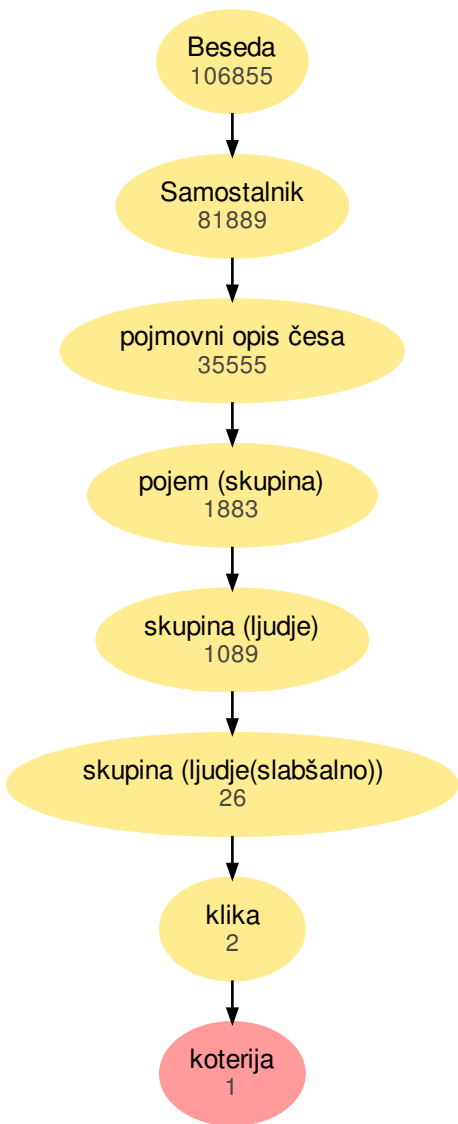 Beseda
106855
Samostalnik
81889
pojmovni opis česa
35555
pojem (skupina)
1883
skupina (ljudje)
1089
skupina (ljudje(slabšalno))
26
klika
2
koterija
1